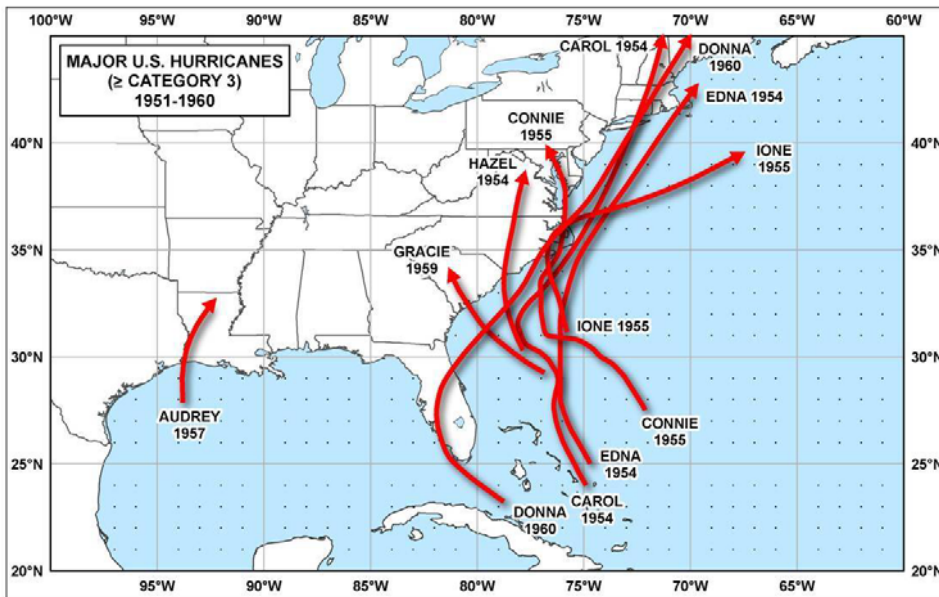 100°W 95°W 90°W 85°W 80°W 75°W 70°W 65°W 60°W
MAJOR U.S. HURRICANES
(≥ CATEGORY 3)
1951-1960
CAROL 1954
DONNA
1960
EDNA 1954
CONNIE
1955
40°N
40°N
HAZEL
1954
IONE
1955
35°N
35°N
GRACIE
1959
IONE 1955
30°N
30°N
AUDREY
1957
CONNIE
1955
25°N
25°N
EDNA
1954
CAROL
1954
DONNA
1960
20°N
20°N
100°W 95°W 90°W 85°W 80°W 75°W 70°W 65°W 60°W